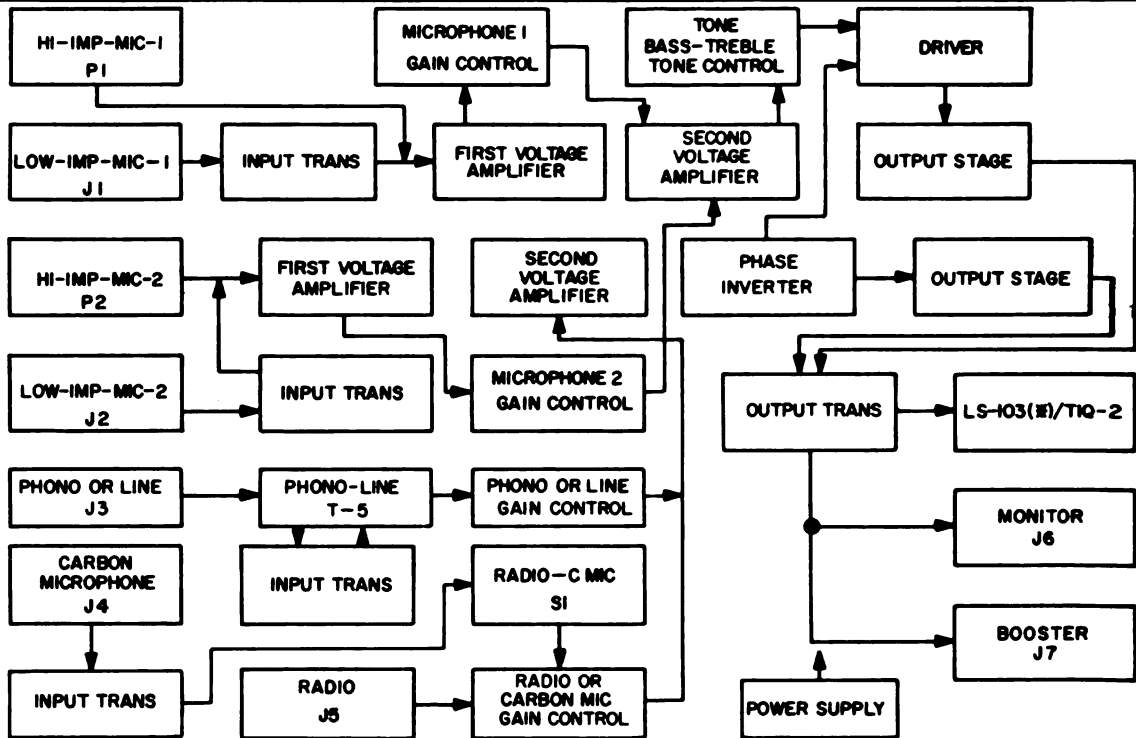 HI-IMP-MIC-1
P1
MICROPHONE 1
GAIN CONTROL
TONE
BASS-TREBLE
TONE CONTROL
DRIVER
LOW-IMP-MIC-1
J1
INPUT TRANS
FIRST VOLTAGE
AMPLIFIER
SECOND
VOLTAGE
AMPLIFIER
OUTPUT STAGE
HI-IMP-MIC-2
P2
FIRST VOLTAGE
AMPLIFIER
SECOND
VOLTAGE
AMPLIFIER
PHASE
INVERTER
OUTPUT STAGE
LOW-IMP-MIC-2
J2
INPUT TRANS
MICROPHONE 2
GAIN CONTROL
OUTPUT TRANS
LS-103(※)/TIQ-2
PHONO OR LINE
J3
PHONO-LINE
T-5
PHONO OR LINE
GAIN CONTROL
MONITOR
J6
CARBON
MICROPHONE
J4
INPUT TRANS
RADIO-C MIC
S1
BOOSTER
J7
INPUT TRANS
RADIO
J5
RADIO OR
CARBON MIC
GAIN CONTROL
POWER SUPPLY